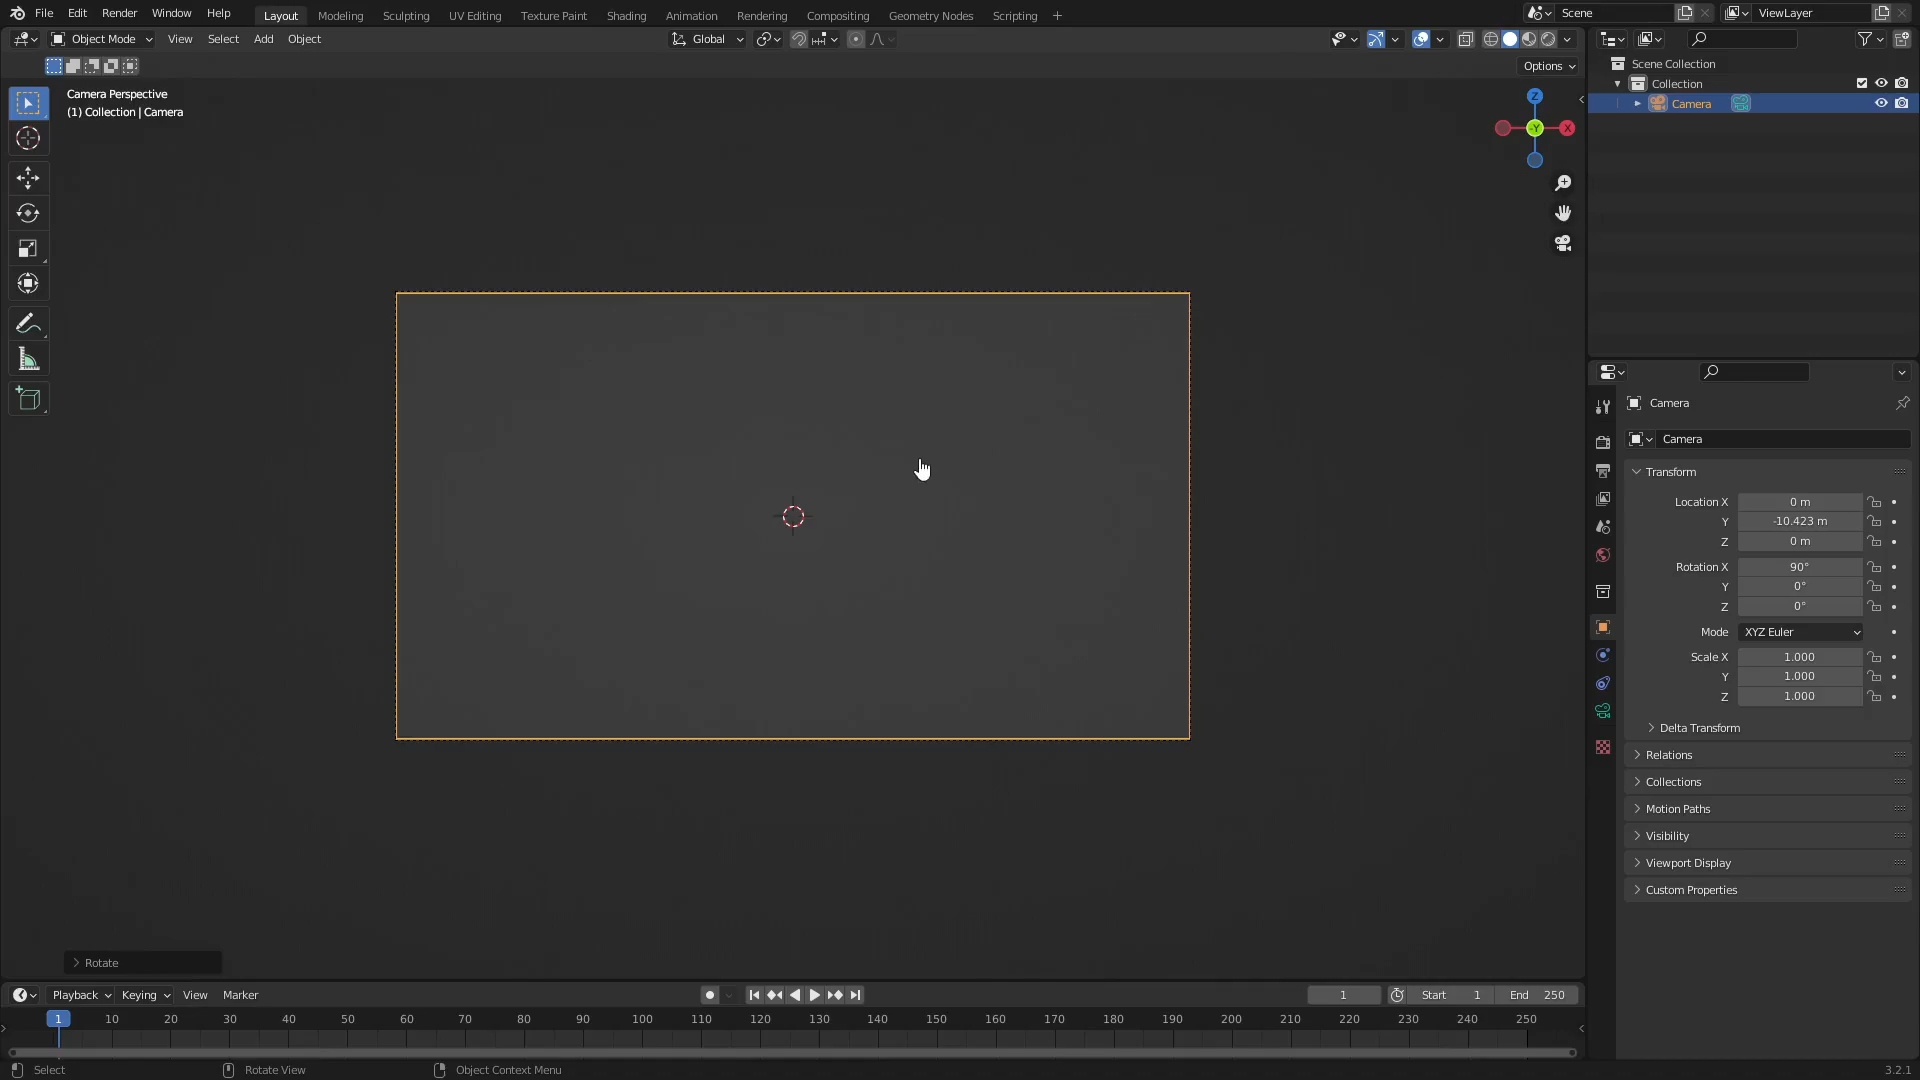 File Edit Render Window Help Layout Modeling Sculpting UV Editing Texture Paint Shading Animation Rendering Compositing Geometry Nodes Scripting + Scene ViewLayer
Object Mode View Select Add Object Global
Options
Camera Perspective
(1) Collection | Camera
Z
Y
X
Scene Collection
Collection
Camera
Camera
Camera
Transform
Location X 0 m
Y -10.423 m
Z 0 m
Rotation X 90°
Y 0°
Z 0°
Mode XYZ Euler
Scale X 1.000
Y 1.000
Z 1.000
Delta Transform
Relations
Collections
Motion Paths
Visibility
Viewport Display
Custom Properties
Rotate
Playback Keying View Marker 1 Start 1 End 250
1 10 20 30 40 50 60 70 80 90 100 110 120 130 140 150 160 170 180 190 200 210 220 230 240 250
Select Rotate View Object Context Menu 3.2.1